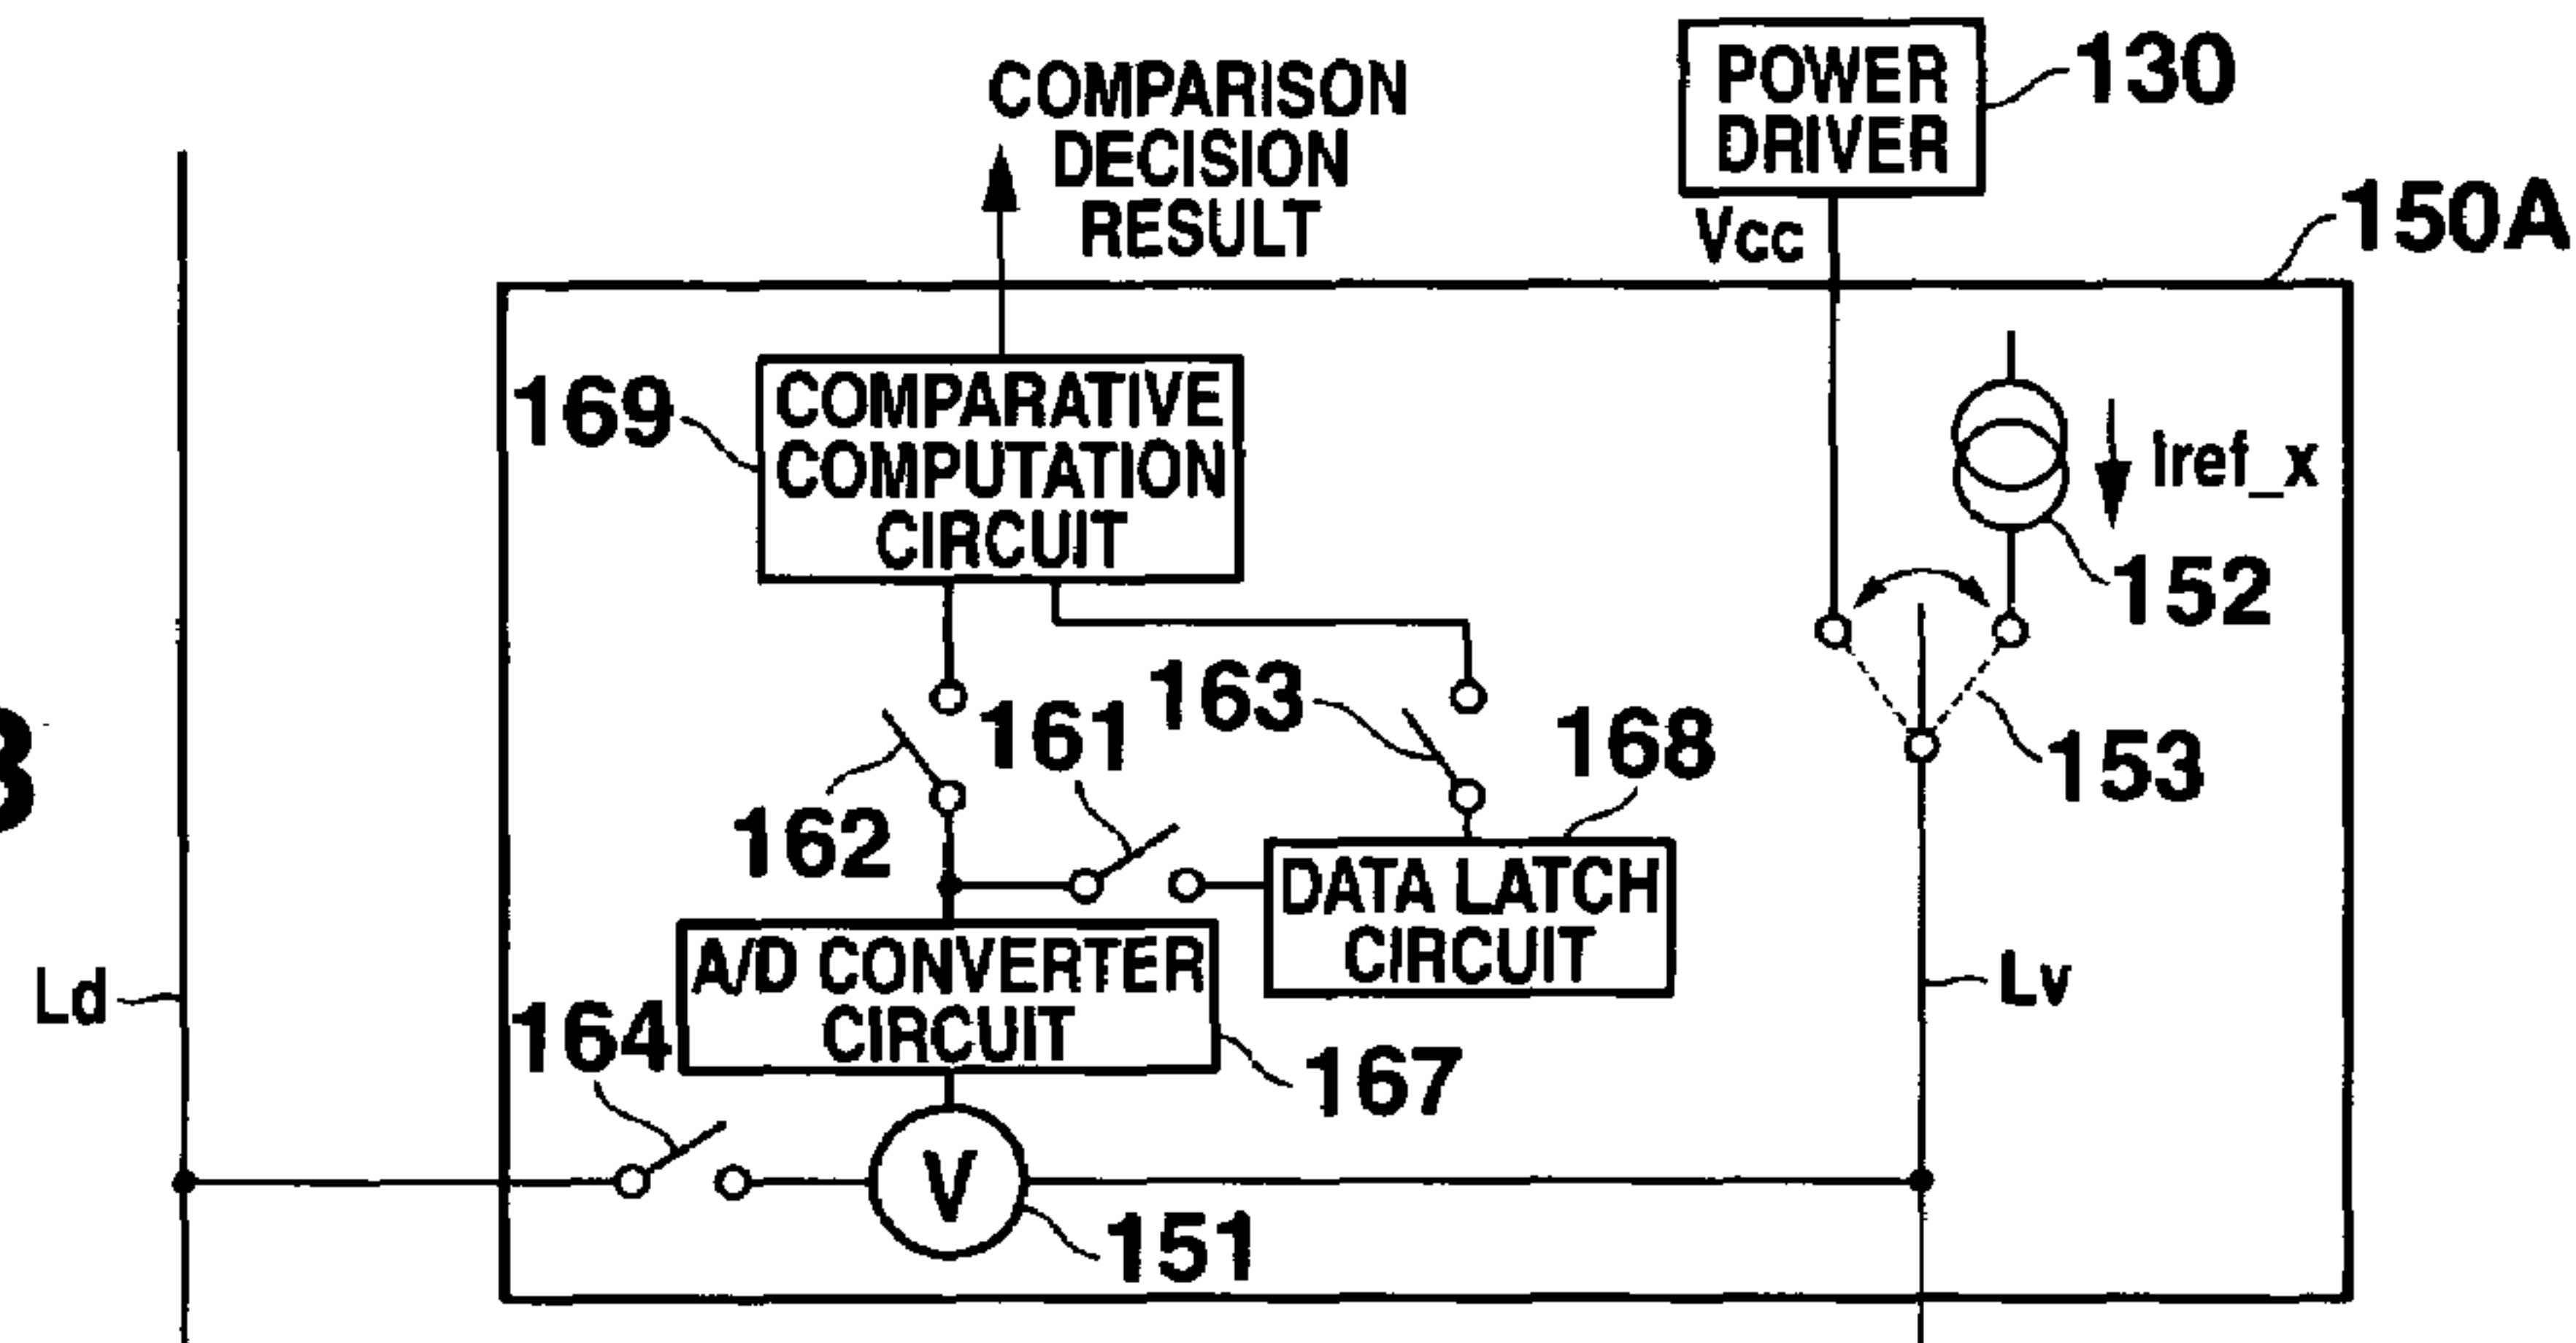 COMPARISON
DECISION
RESULT
POWER
DRIVER
130
Vcc
150A
169
COMPARATIVE
COMPUTATION
CIRCUIT
Iref_x
152
162
161
163
168
153
DATA LATCH
CIRCUIT
A/D CONVERTER
CIRCUIT
Ld
164
167
Lv
V
151